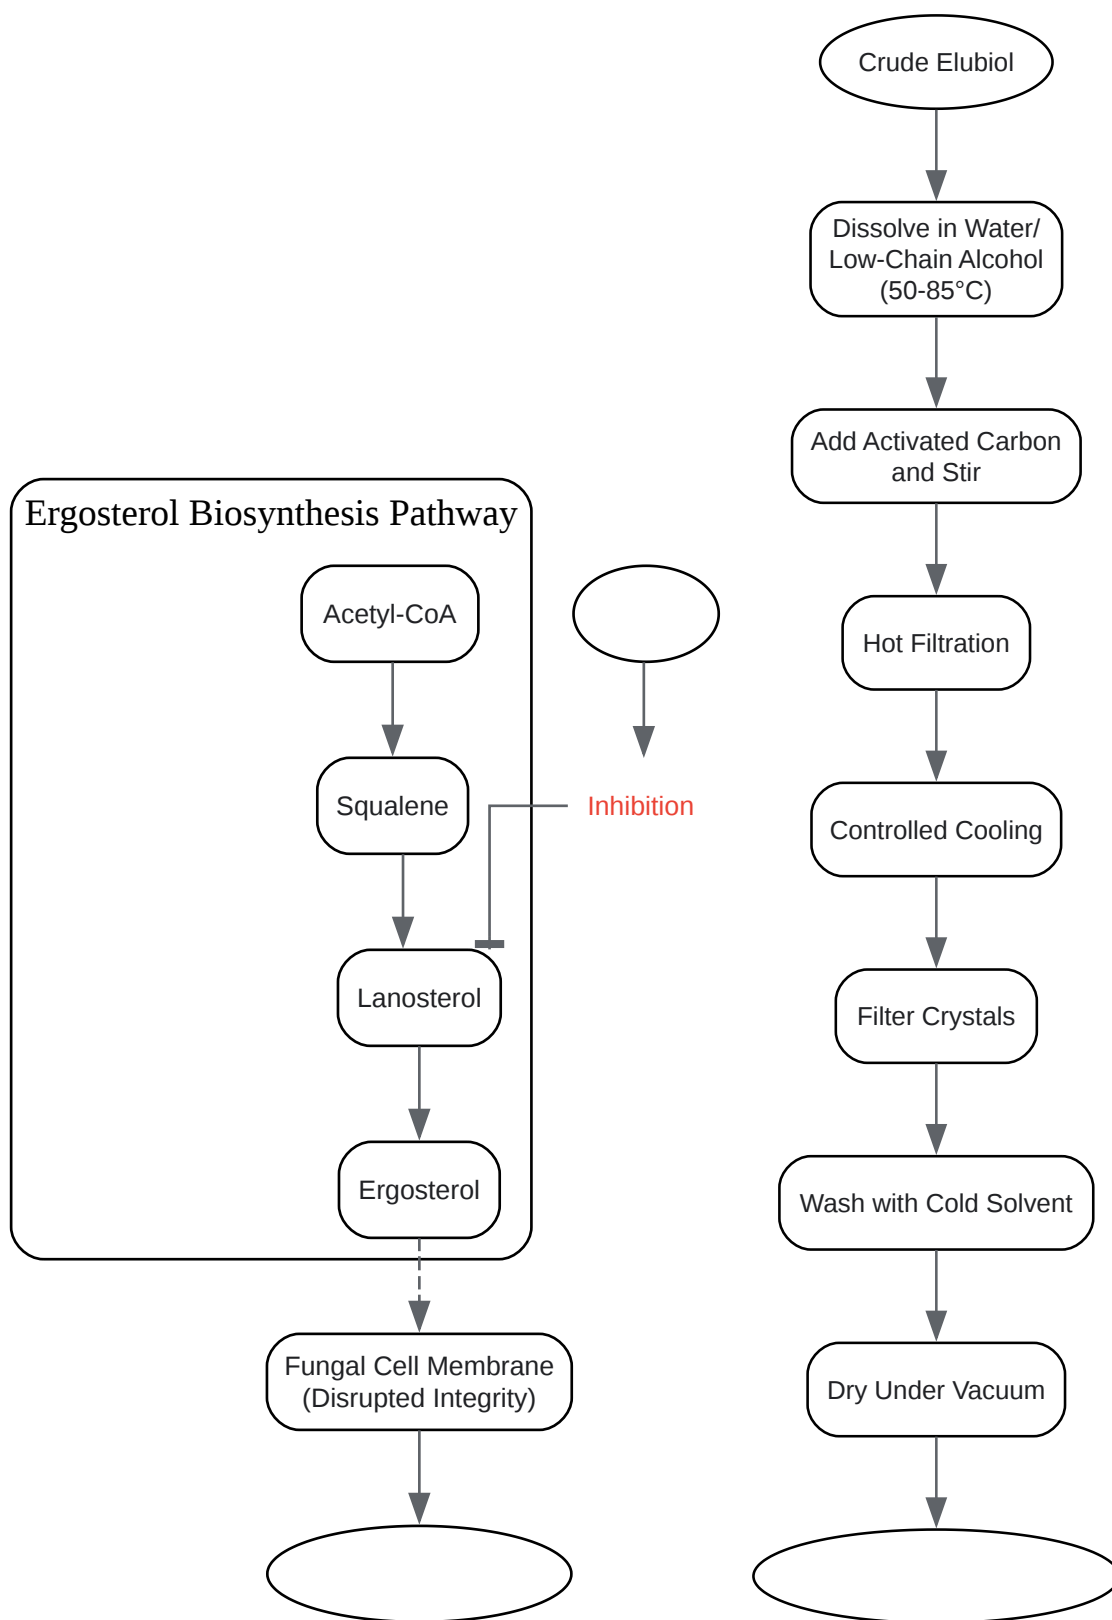 Ergosterol Biosynthesis Pathway
Acetyl-CoA
Squalene
Inhibition
Lanosterol
Ergosterol
Fungal Cell Membrane
(Disrupted Integrity)
Crude Elubiol
Dissolve in Water/
Low-Chain Alcohol
(50-85°C)
Add Activated Carbon
and Stir
Hot Filtration
Controlled Cooling
Filter Crystals
Wash with Cold Solvent
Dry Under Vacuum